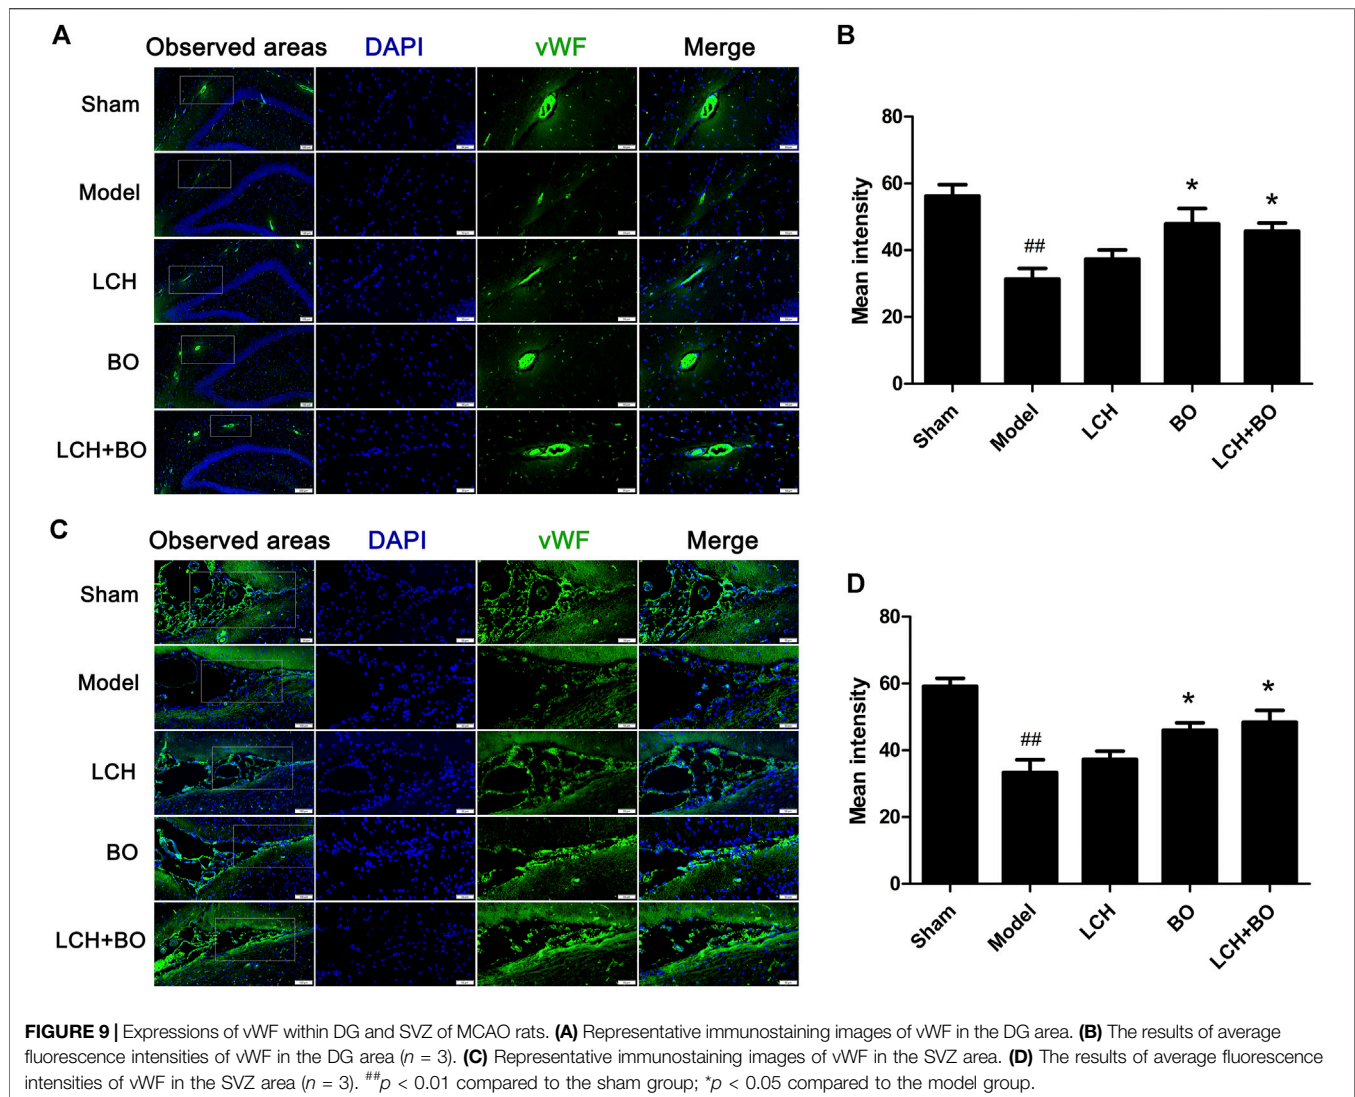 A
Observed areas DAPI vWF Merge
Sham
Model
LCH
BO
LCH+BO
B
Mean intensity
80
60
40
20
0
##
*
*
Sham
Model
LCH
BO
LCH+BO
C
Observed areas DAPI vWF Merge
Sham
Model
LCH
BO
LCH+BO
D
Mean intensity
80
60
40
20
0
##
*
*
Sham
Model
LCH
BO
LCH+BO
FIGURE 9 | Expressions of vWF within DG and SVZ of MCAO rats. (A) Representative immunostaining images of vWF in the DG area. (B) The results of average
fluorescence intensities of vWF in the DG area (n = 3). (C) Representative immunostaining images of vWF in the SVZ area. (D) The results of average fluorescence
intensities of vWF in the SVZ area (n = 3). ##p < 0.01 compared to the sham group; *p < 0.05 compared to the model group.